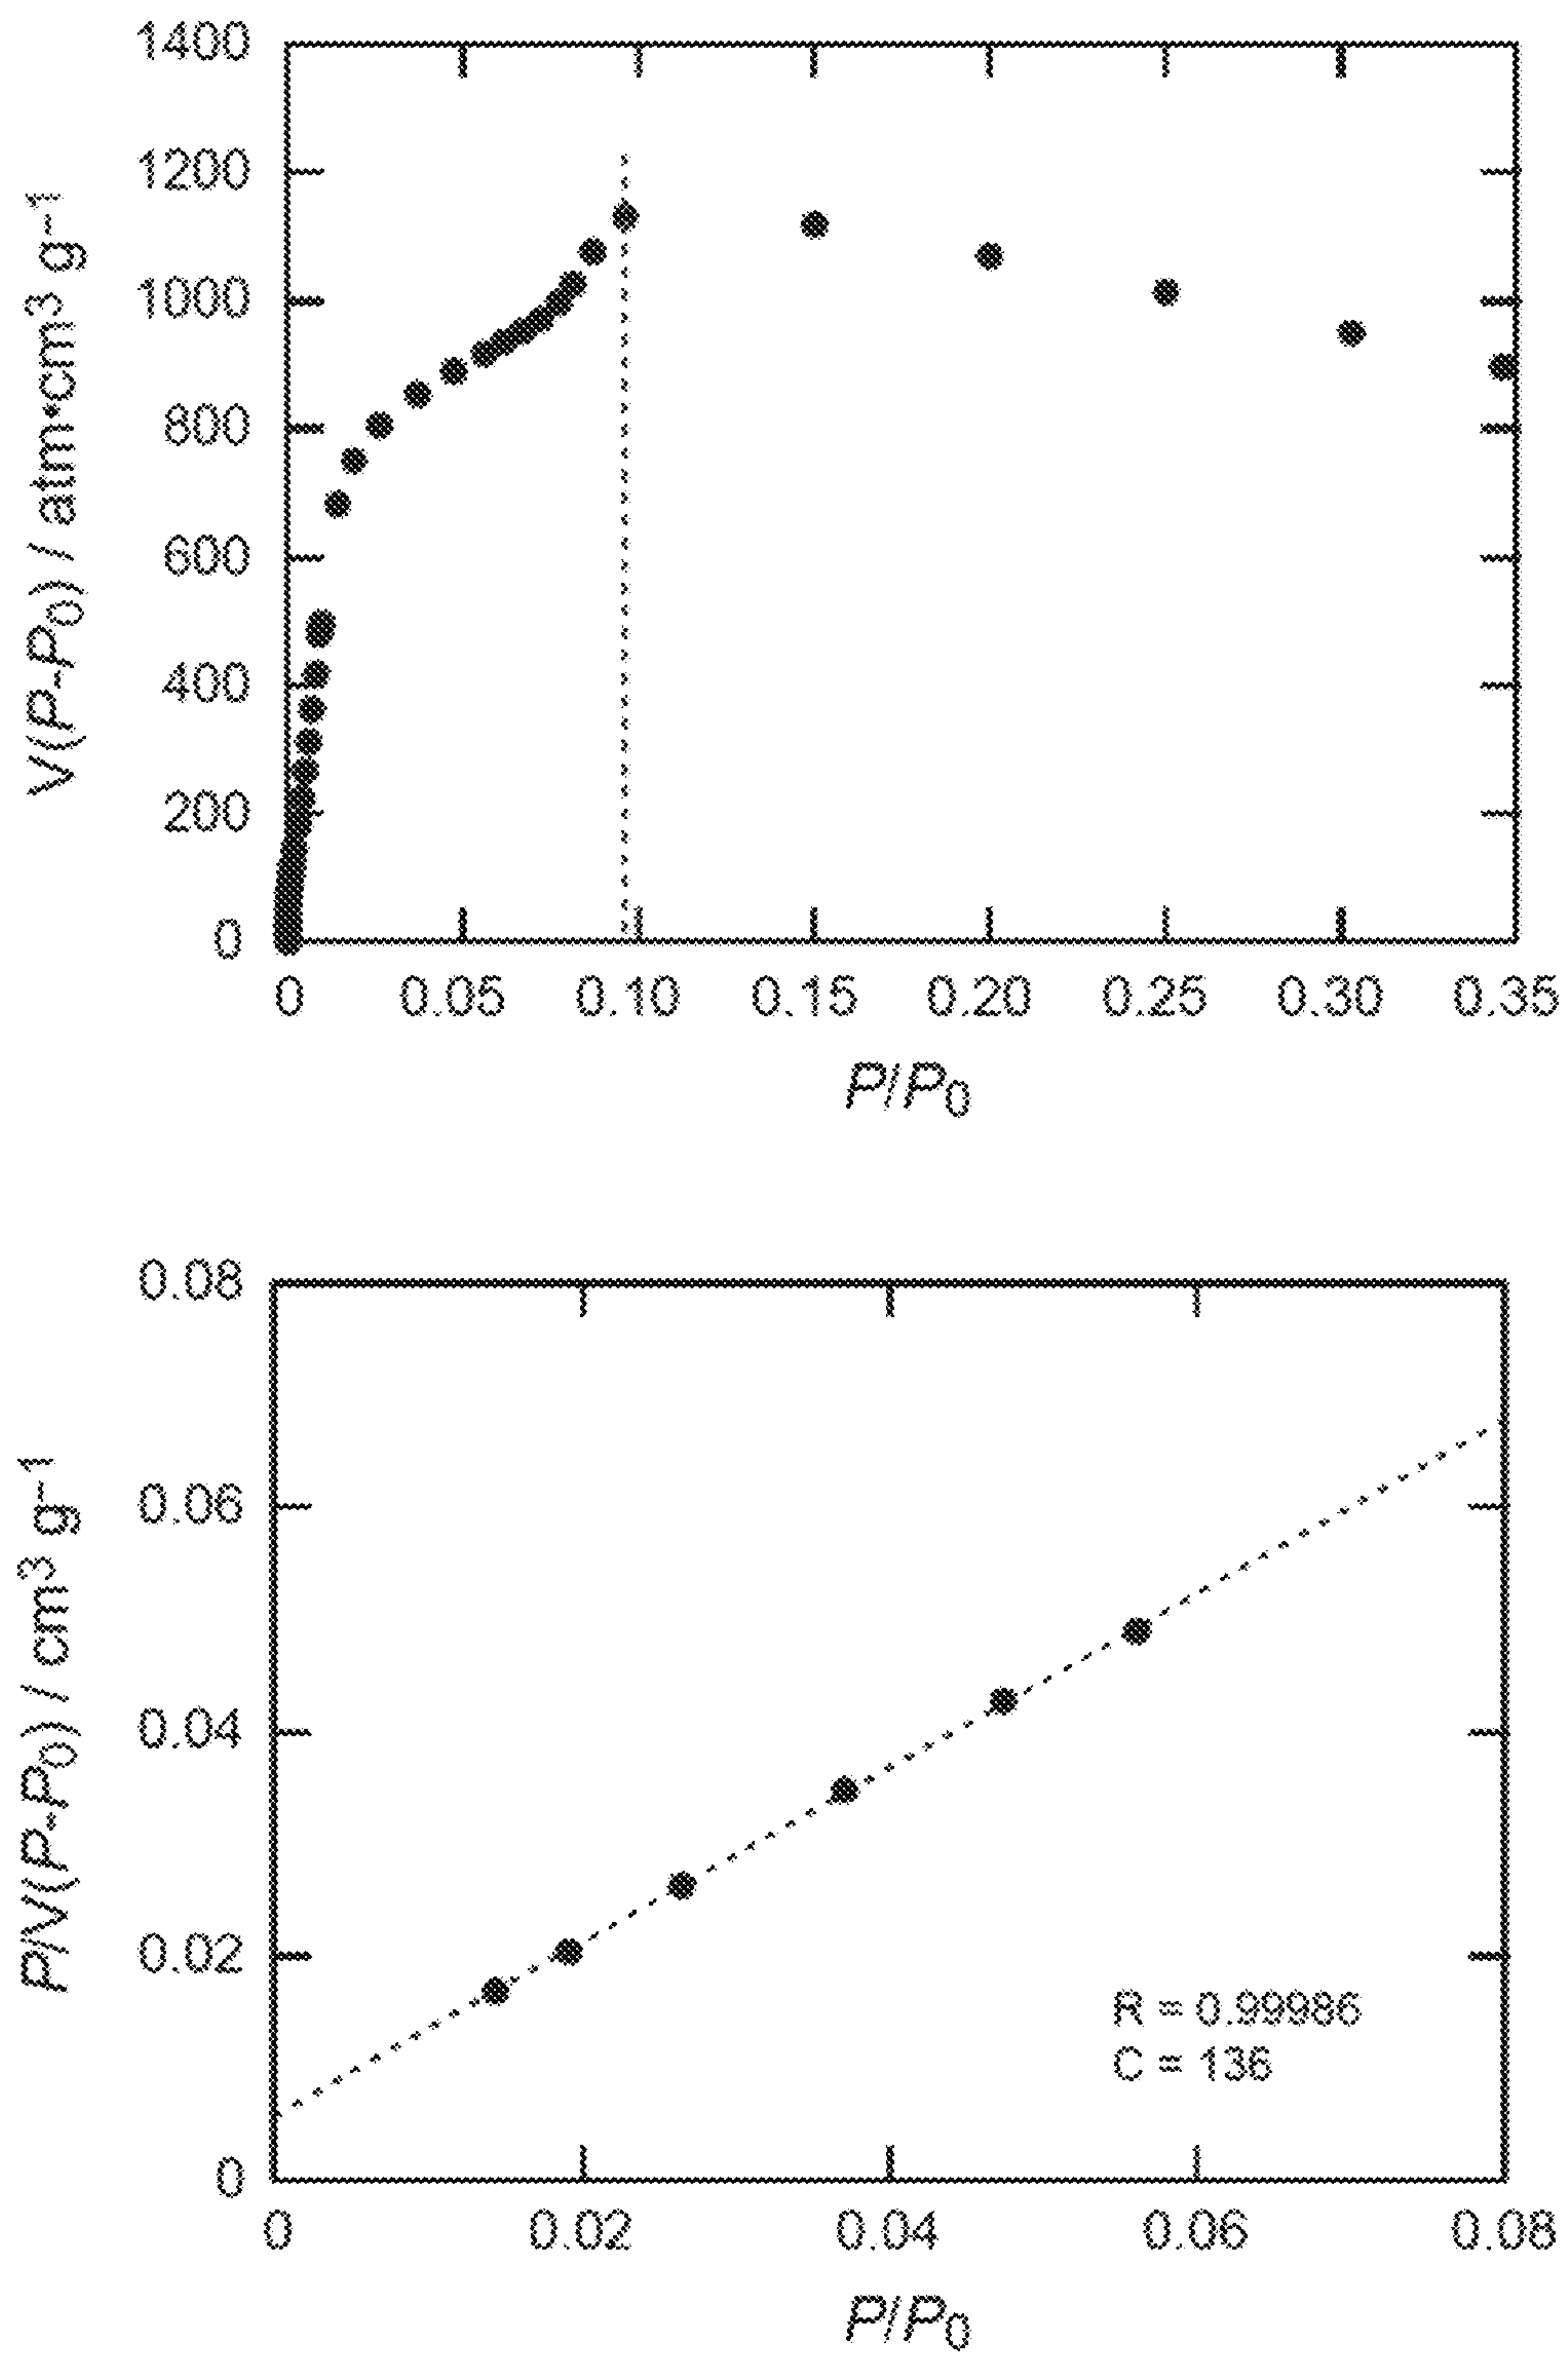 1400
1200
1000
800
600
400
200
0
V(P-P₀) / atm•cm³ g⁻¹
0 0.05 0.10 0.15 0.20 0.25 0.30 0.35
P/P₀
0.08
0.06
0.04
0.02
0
P/V(P-P₀) / cm³ g⁻¹
R = 0.99986
C = 136
0 0.02 0.04 0.06 0.08
P/P₀